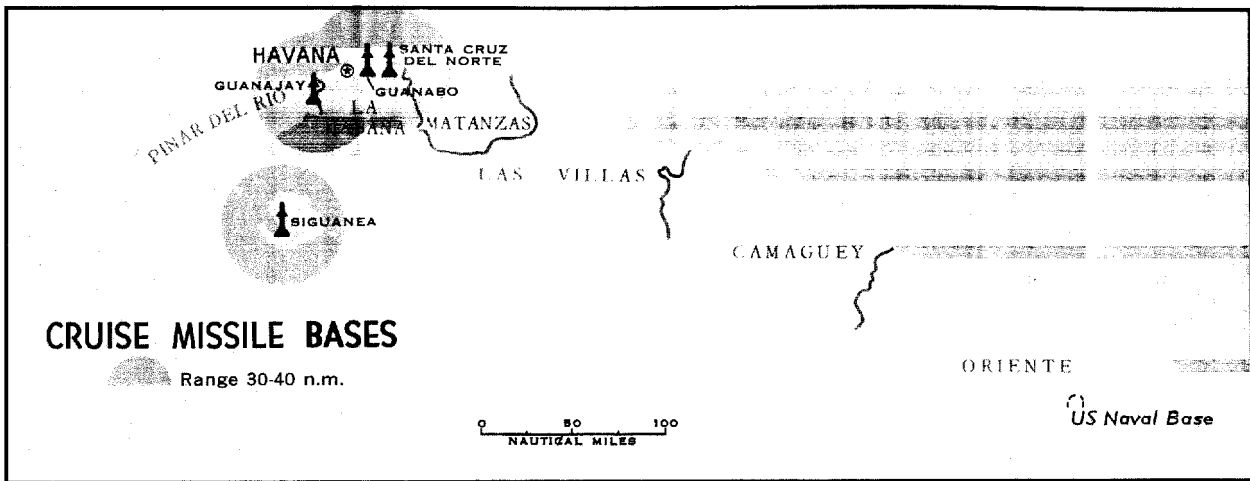 HAVANA
SANTA CRUZ
DEL NORTE
GUANAJAY
GUANABO
PINAR DEL RIO
LA
HABANA
MATANZAS
LAS VILLAS
SIGUANEA
CAMAGUEY
CRUISE MISSILE BASES
Range 30-40 n.m.
ORIENTE
US Naval Base
0 50 100
NAUTICAL MILES